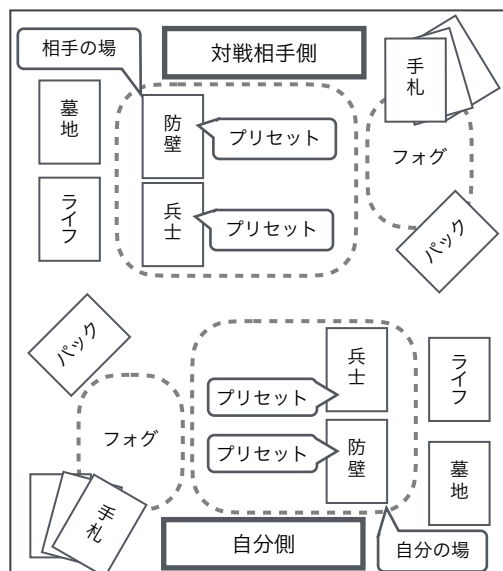 相手の場
対戦相手側
手札
墓地
防壁
プリセット
フォグ
ライフ
兵士
プリセット
パック
パック
兵士
ライフ
プリセット
フォグ
プリセット
防壁
墓地
手札
自分側
自分の場